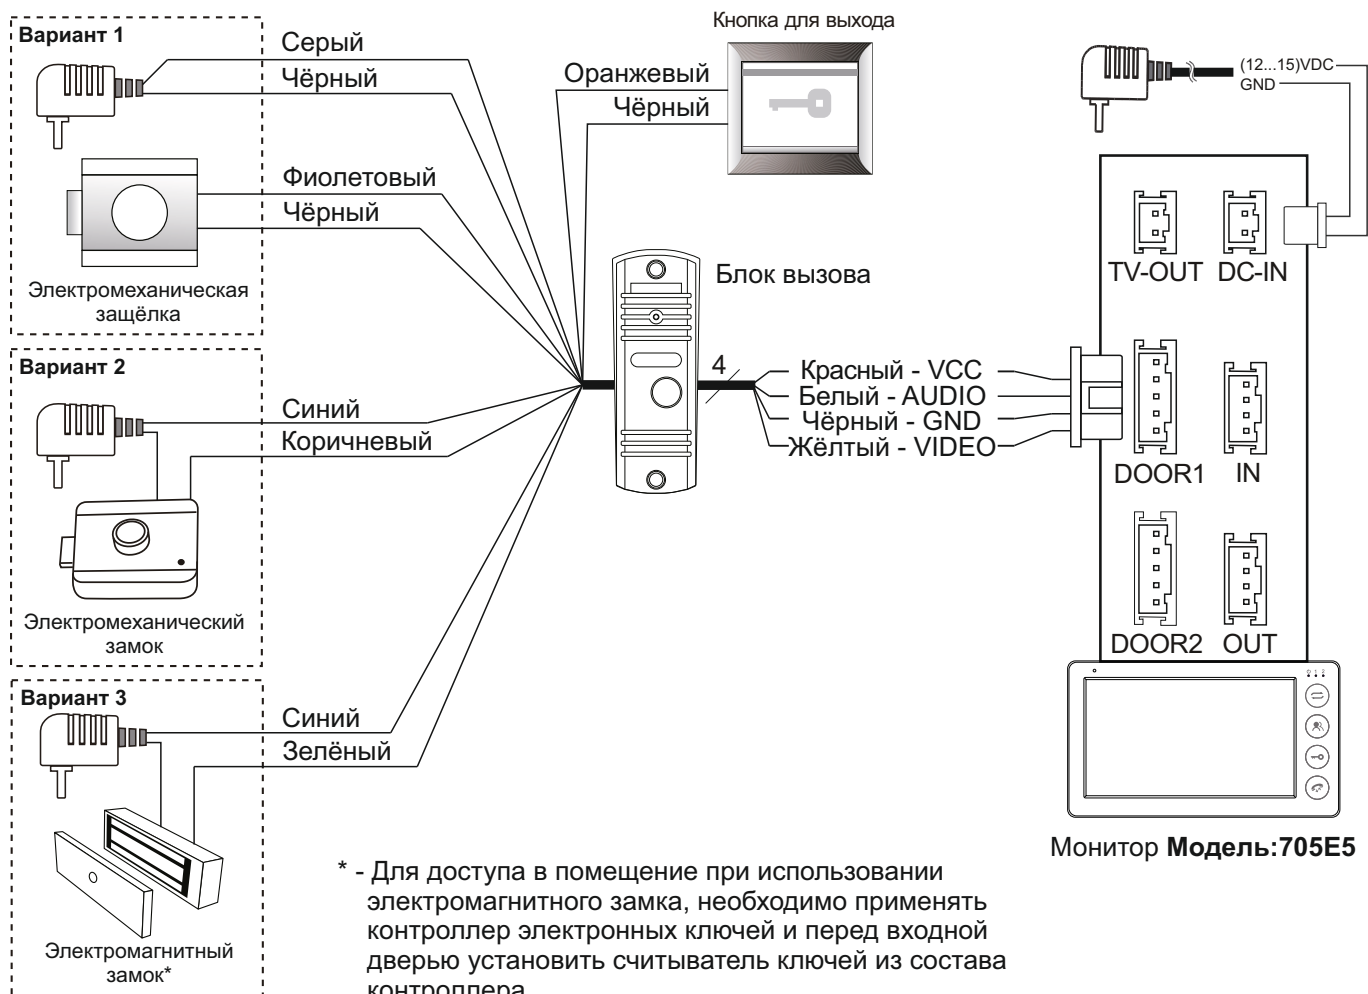 Вариант 1
Серый
Чёрный
Фиолетовый
Чёрный
Электромеханическая
защёлка
Вариант 2
Синий
Коричневый
Электромеханический
замок
Вариант 3
Синий
Зелёный
Электромагнитный
замок*
Кнопка для выхода
Оранжевый
Чёрный
Блок вызова
4
Красный - VCC
Белый - AUDIO
Чёрный - GND
Жёлтый - VIDEO
(12...15)VDC
GND
TV-OUT DC-IN
DOOR1 IN
DOOR2 OUT
Монитор Модель:705E5
* - Для доступа в помещение при использовании
электромагнитного замка, необходимо применять
контроллер электронных ключей и перед входной
дверью установить считыватель ключей из состава
контроллера